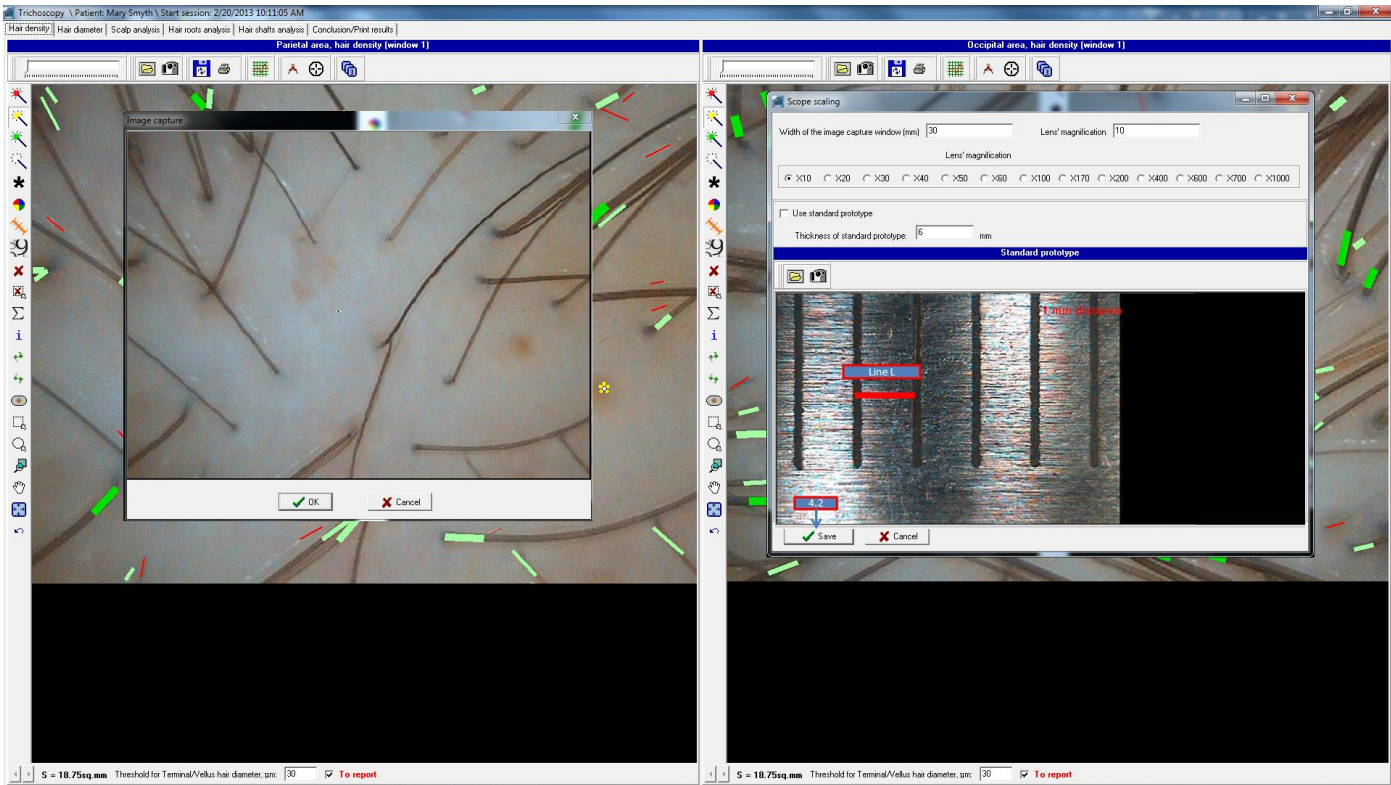 Trichoscopy \ Patient: Mary Smyth \ Start session: 2/20/2013 10:11:05 AM
Hair density Hair diameter Scalp analysis Hair roots analysis Hair shafts analysis Conclusion/Print results
Parietal area, hair density (window 1)
Image capture
OK
Cancel
S = 18.75sq.mm Threshold for Terminal/Vellus hair diameter, µm: 30 To report
Occipital area, hair density (window 1)
Scope scaling
Width of the image capture window (mm) 30 Lens' magnification 10
Lens' magnification
X10 X20 X30 X40 X50 X60 X100 X170 X200 X400 X600 X700 X1000
Use standard prototype
Thickness of standard prototype: 6 mm
Standard prototype
1 mm distance
Line L
4.2
Save
Cancel
S = 18.75sq.mm Threshold for Terminal/Vellus hair diameter, µm: 30 To report